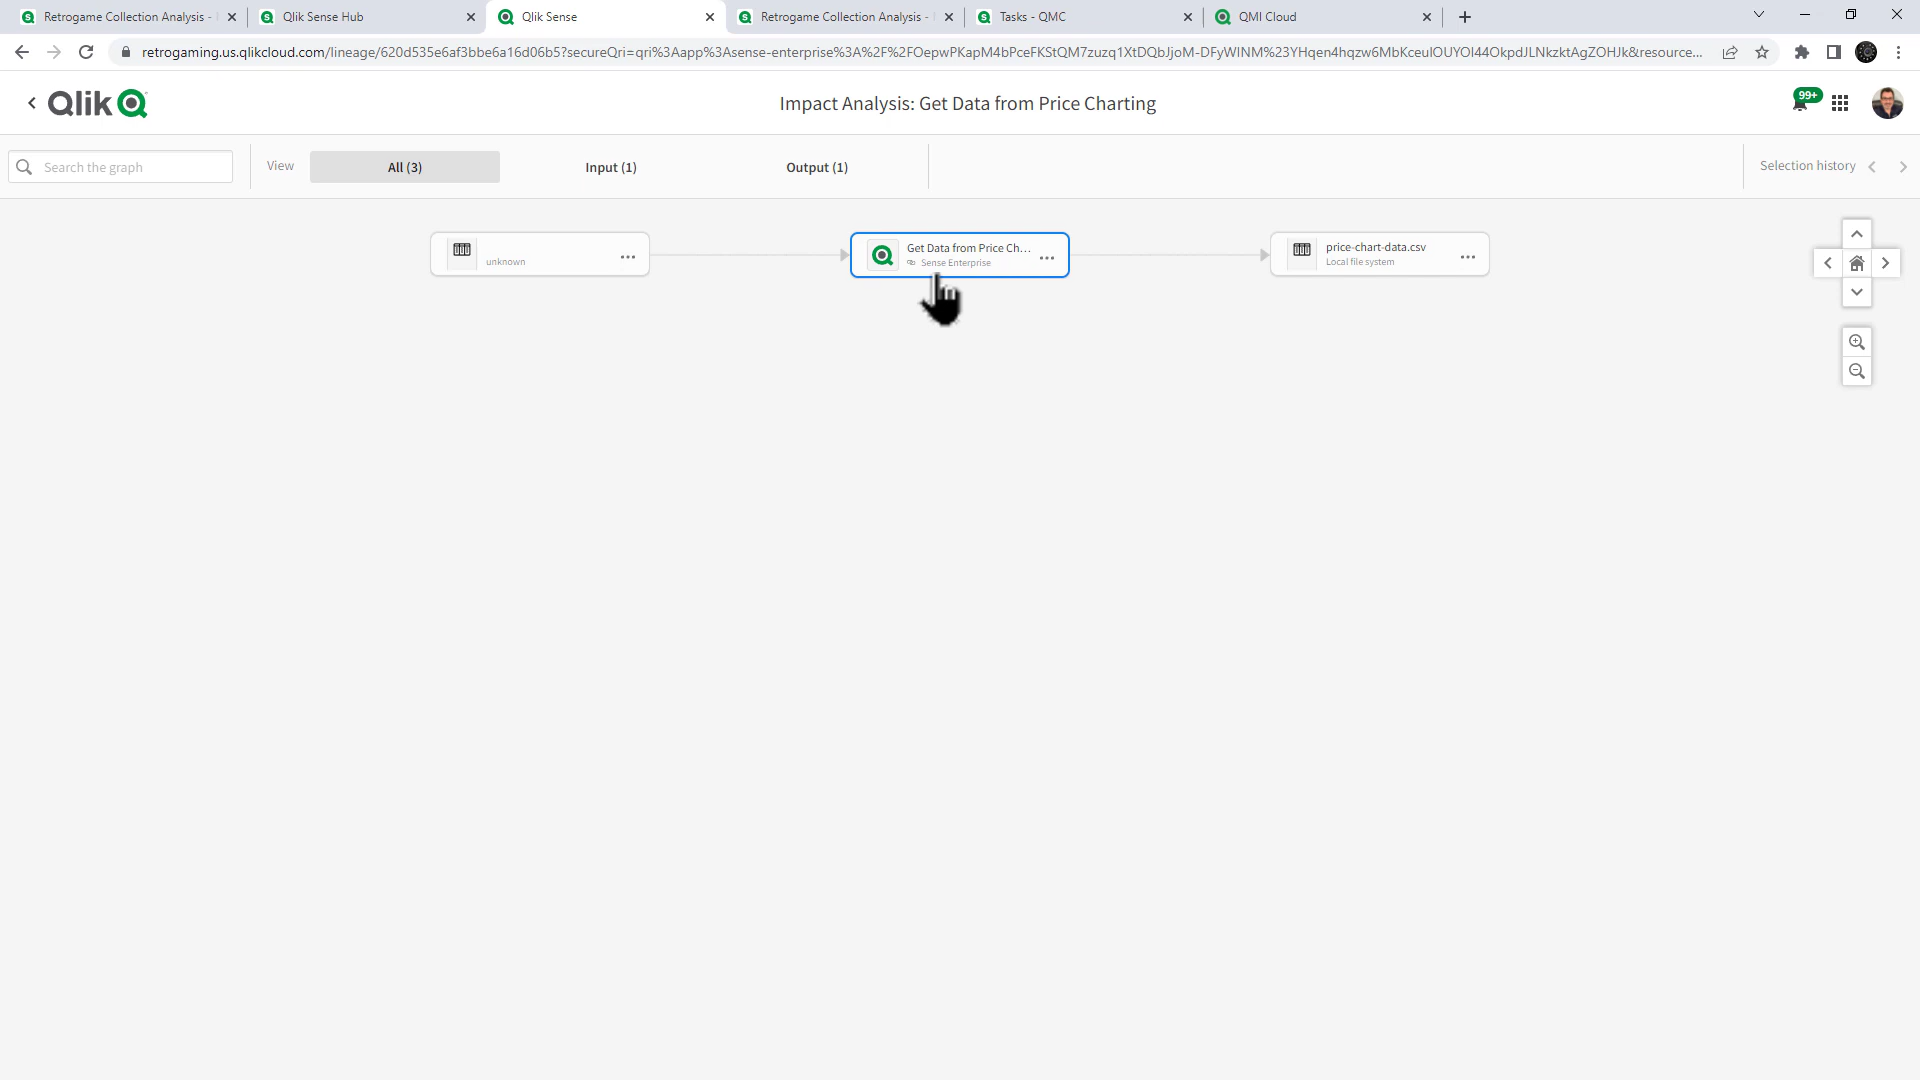 Retrogame Collection Analysis -
Qlik Sense Hub
Qlik Sense
Retrogame Collection Analysis -
Tasks - QMC
QMI Cloud
retrogaming.us.qlikcloud.com/lineage/620d535e6af3bbe6a16d06b5?secureQri=qri%3Aapp%3Asense-enterprise%3A%2F%2FOepwPKapM4bPceFKStQM7zuzq1XtDQbJjoM-DFyWINM%23YHqen4hqzw6MbKceulOUYOl44OkpdJLNkzktAgZOHJk&resource...
Qlik
Impact Analysis: Get Data from Price Charting
99+
Search the graph
View
All (3)
Input (1)
Output (1)
Selection history
unknown
Get Data from Price Ch...
Sense Enterprise
price-chart-data.csv
Local file system